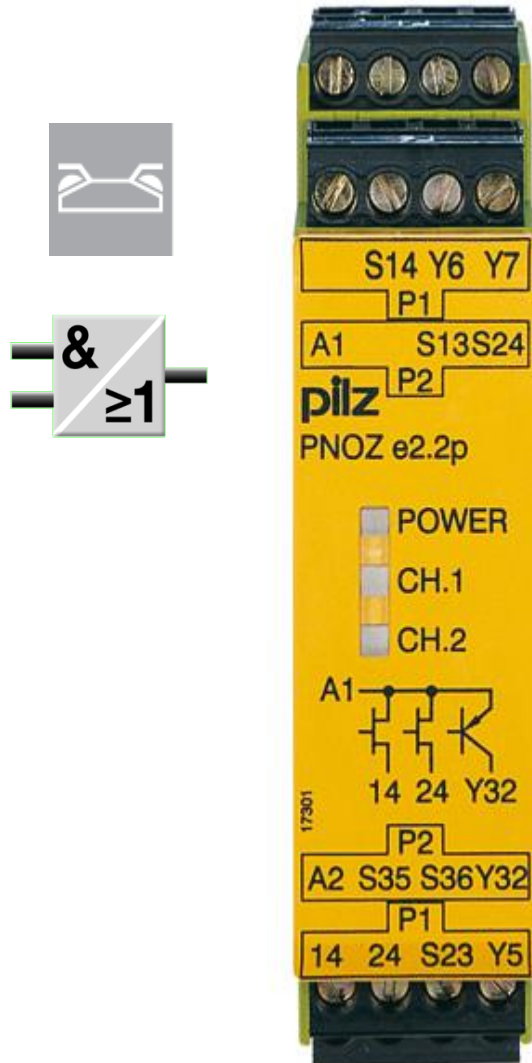 &
≥1
S14 Y6 Y7
P1
A1 S13S24
P2
pilz
PNOZ e2.2p
POWER
CH.1
CH.2
A1
14 24 Y32
17301
P2
A2 S35 S36Y32
P1
14 24 S23 Y5